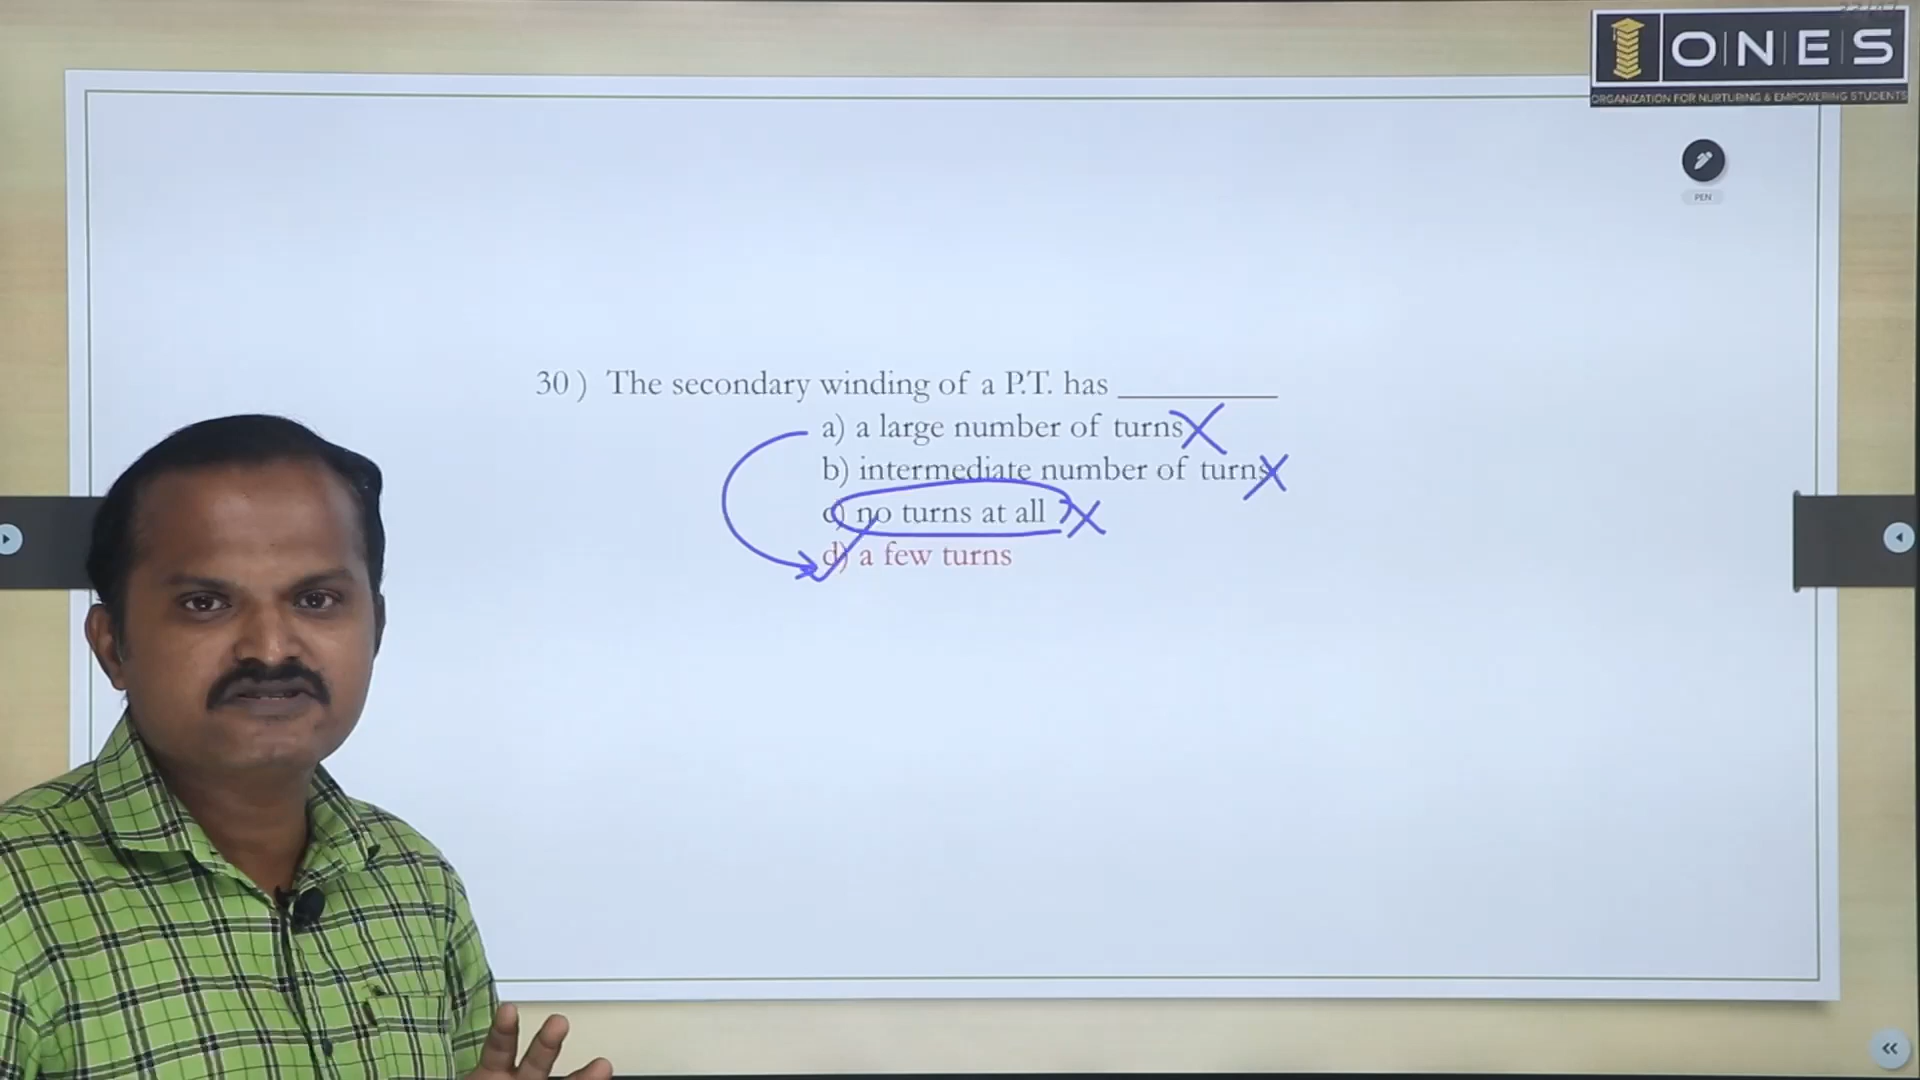 ONES
ORGANIZATION FOR NURTURING & EMPOWERING STUDENTS
PEN
30 ) The secondary winding of a P.T. has __________
a) a large number of turns
b) intermediate number of turns
c) no turns at all
d) a few turns